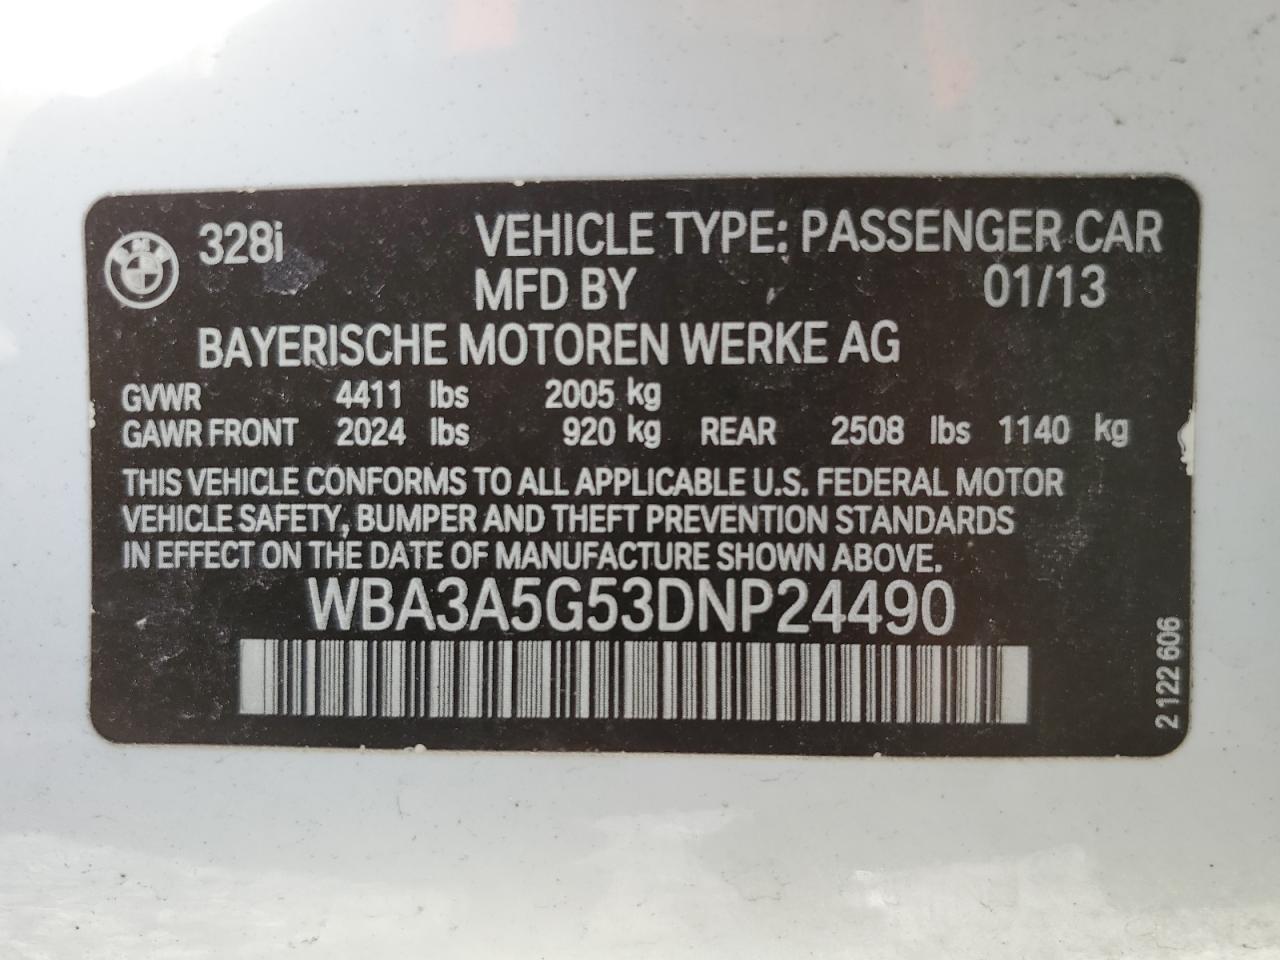 328i VEHICLE TYPE: PASSENGER CAR
MFD BY 01/13
BAYERISCHE MOTOREN WERKE AG
GVWR 4411 lbs 2005 kg
GAWR FRONT 2024 lbs 920 kg REAR 2508 lbs 1140 kg
THIS VEHICLE CONFORMS TO ALL APPLICABLE U.S. FEDERAL MOTOR
VEHICLE SAFETY, BUMPER AND THEFT PREVENTION STANDARDS
IN EFFECT ON THE DATE OF MANUFACTURE SHOWN ABOVE.
WBA3A5G53DNP24490
2 122 606